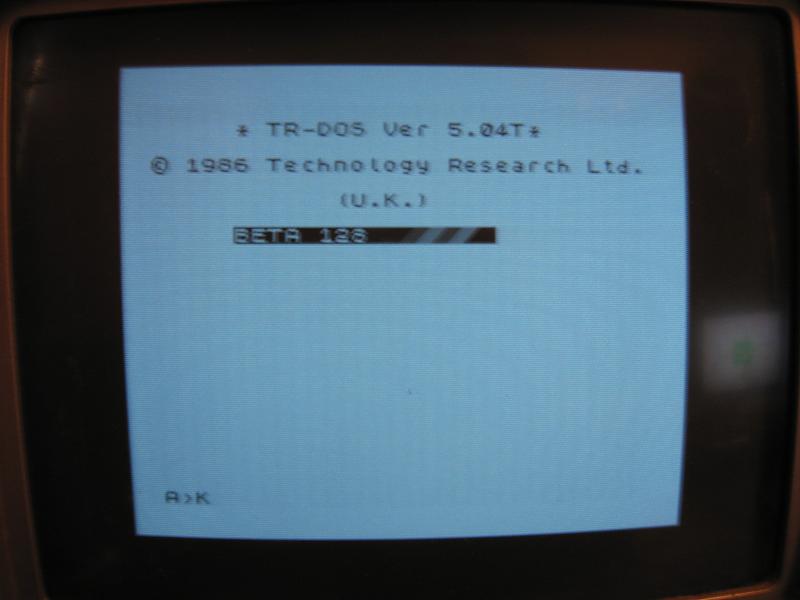 * TR-DOS Ver 5.04T*
© 1986 Technology Research Ltd.
(U.K.)
BETA 128
A>K